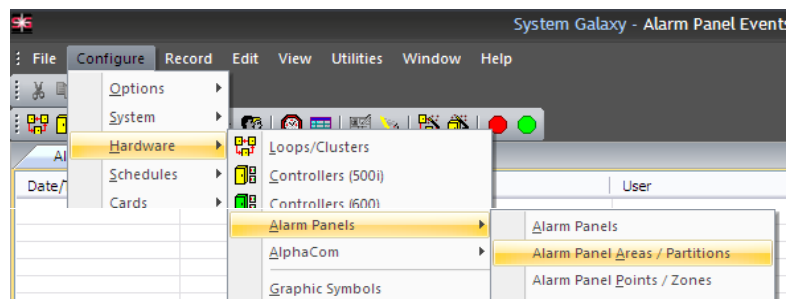 SG System Galaxy - Alarm Panel Events
File Configure Record Edit View Utilities Window Help
Options
System
Hardware Loops/Clusters
Schedules Controllers (500i)
Date/ User
Cards Controllers (600)
Alarm Panels Alarm Panels
AlphaCom Alarm Panel Areas / Partitions
Graphic Symbols Alarm Panel Points / Zones